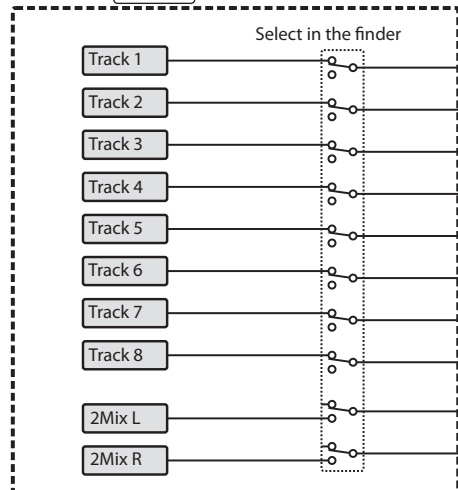 Select in the finder
Track 1
Track 2
Track 3
Track 4
Track 5
Track 6
Track 7
Track 8
2Mix L
2Mix R